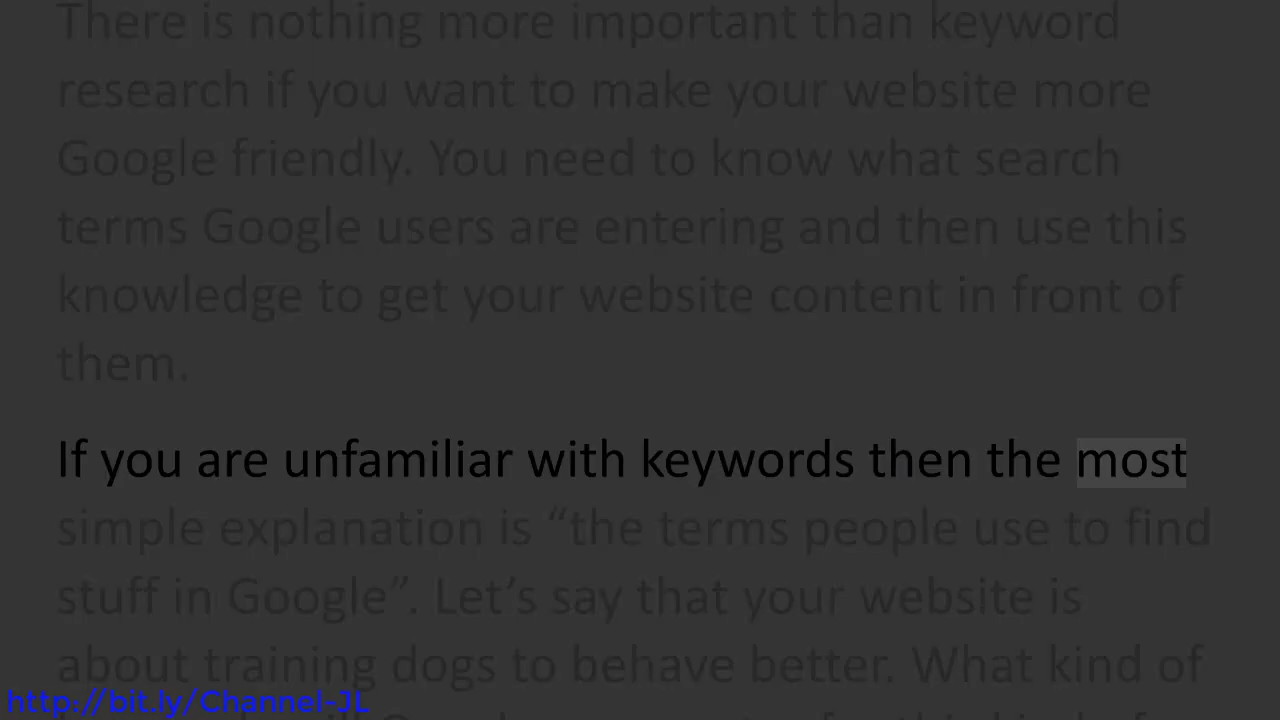 There is nothing more important than keyword
research if you want to make your website more
Google friendly. You need to know what search
terms Google users are entering and then use this
knowledge to get your website content in front of
them.
If you are unfamiliar with keywords then the most
simple explanation is “the terms people use to find
stuff in Google”. Let’s say that your website is
about training dogs to behave better. What kind of
http://bit.ly/Channel-JL